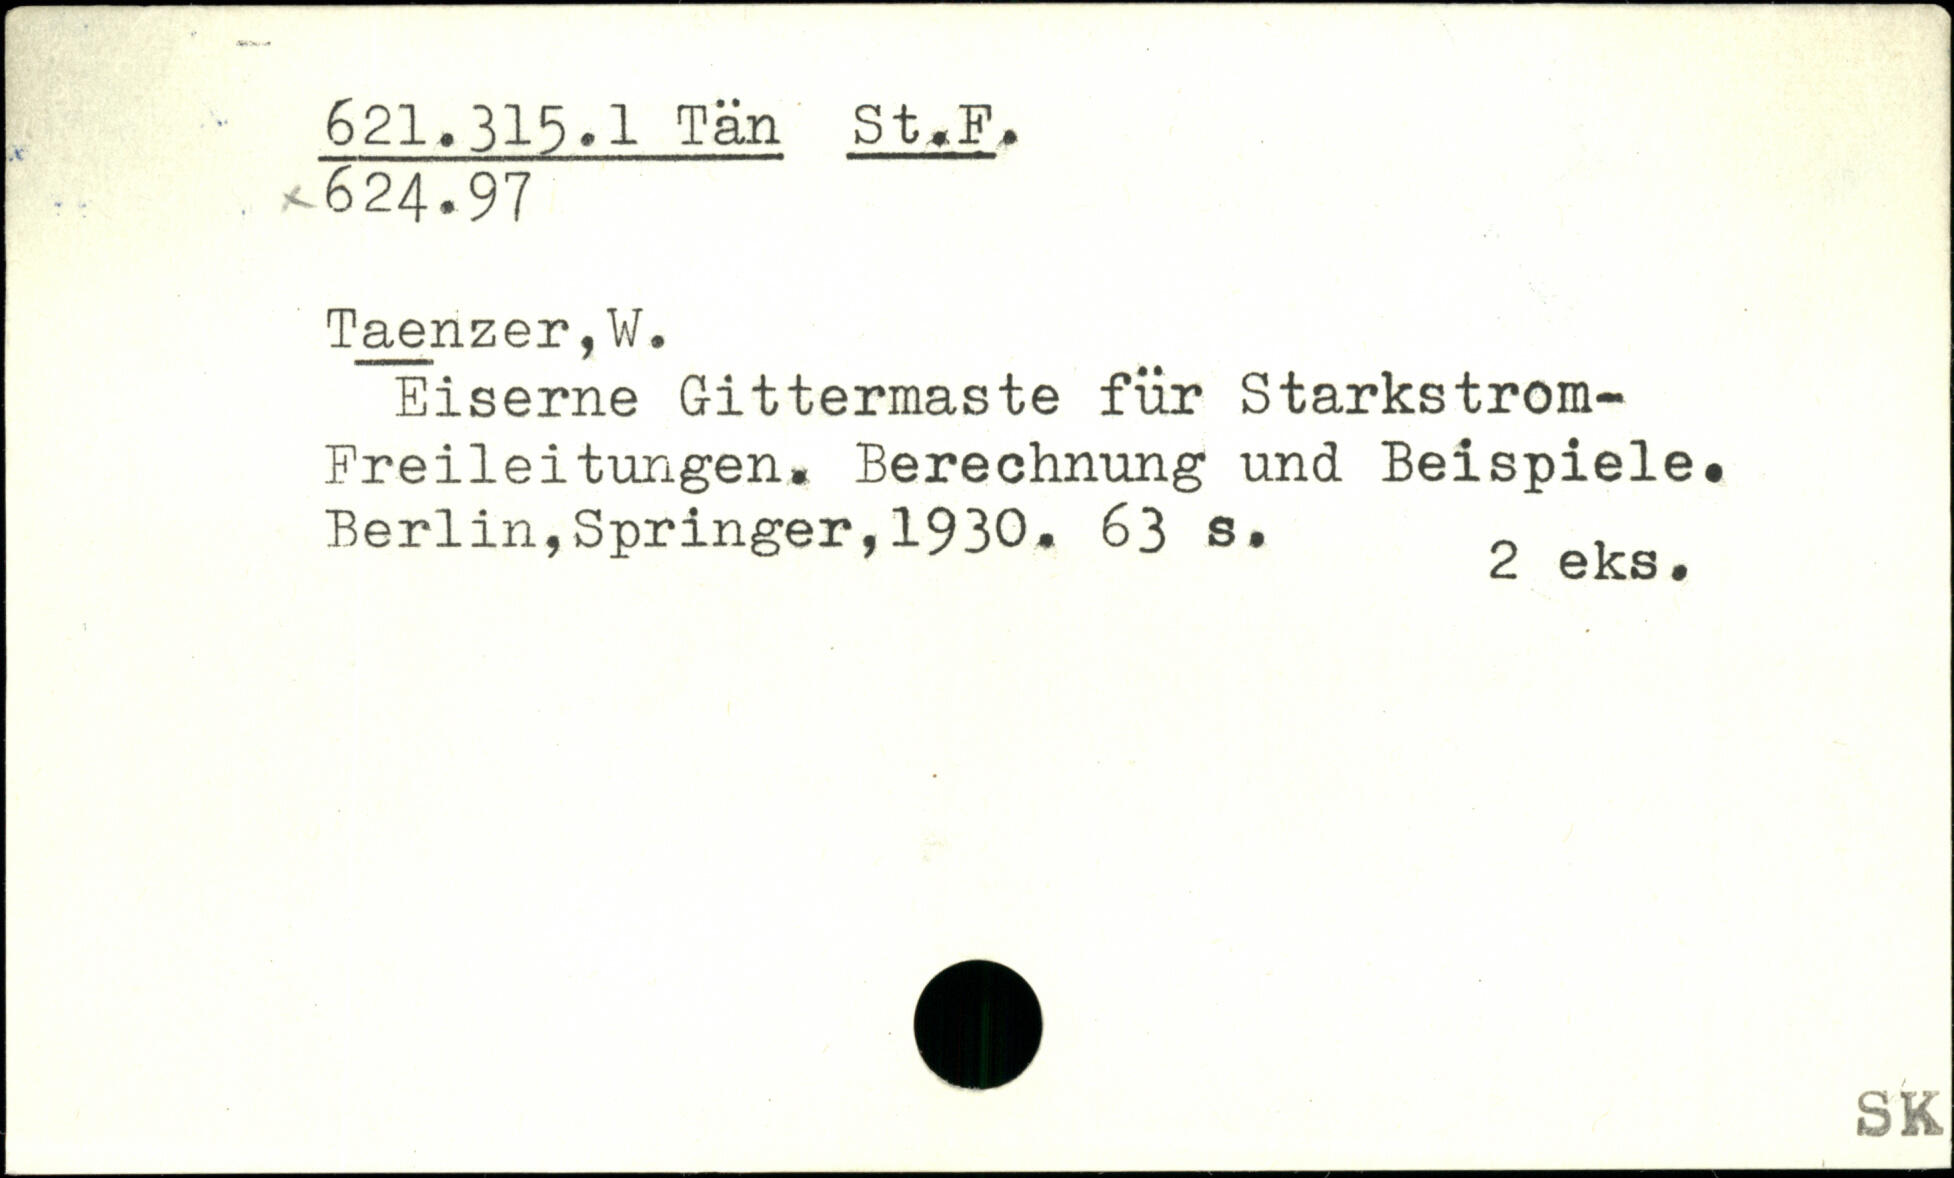 621.315.1 Tän St.F.
x 624.97
Taenzer,W.
Eiserne Gittermaste für Starkstrom-
Freileitungen. Berechnung und Beispiele.
Berlin,Springer,1930. 63 s.
2 eks.
SK